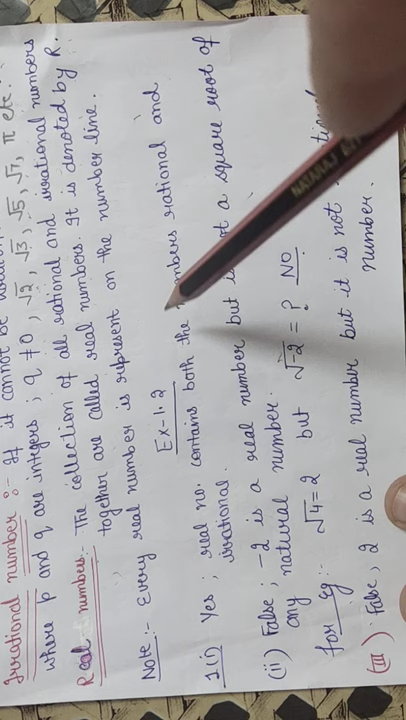 Irrational number :- If it cannot be
where p and q are integers ; q ≠ 0 , √2 , √3 , √5 , √7 , π etc.
Real numbers:- The collection of all rational and irrational numbers
together are called real numbers. It is denoted by R.
Note:- Every real number is represent on the number line.
Ex-1.2
1.(i) Yes ; real no. contains both the numbers rational and
irrational.
(ii) False ; -2 is a real number but a square root of
any natural number.
for eg:- √4 = 2 but √-2 = ? NO
(III) False, 2 is a real number but it is not
number.
NATARAJ